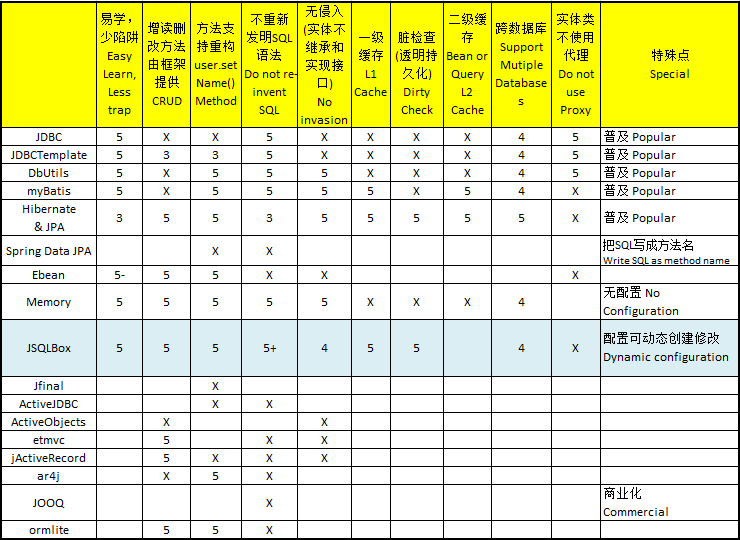 易学，少陷阱 Easy Learn, Less trap | 增读删改方法由框架提供 CRUD | 方法支持重构 user.setName() Method | 不重新发明SQL语法 Do not re-invent SQL | 无侵入(实体不继承和实现接口) No invasion | 一级缓存 L1 Cache | 脏检查(透明持久化) Dirty Check | 二级缓存 Bean or Query L2 Cache | 跨数据库 Support Mutiple Databases | 实体类不使用代理 Do not use Proxy | 特殊点 Special
JDBC 5 X X 5 X X X X 4 5 普及 Popular
JDBCTemplate 5 3 3 5 X X X X 4 5 普及 Popular
DbUtils 5 X 5 5 5 X X X 4 5 普及 Popular
myBatis 5 X 5 5 5 5 X 5 4 X 普及 Popular
Hibernate & JPA 3 5 5 3 5 5 5 5 5 X 普及 Popular
Spring Data JPA X X 把SQL写成方法名 Write SQL as method name
Ebean 5- 5 5 X X X
Memory 5 5 5 5 5 X X X 4 无配置 No Configuration
JSQLBox 5 5 5 5+ 4 5 5 4 X 配置可动态创建修改 Dynamic configuration
Jfinal X
ActiveJDBC X X
ActiveObjects X X
etmvc 5 X X
jActiveRecord 5 X X X
ar4j X 5 X
JOOQ X 商业化 Commercial
ormlite 5 5 X